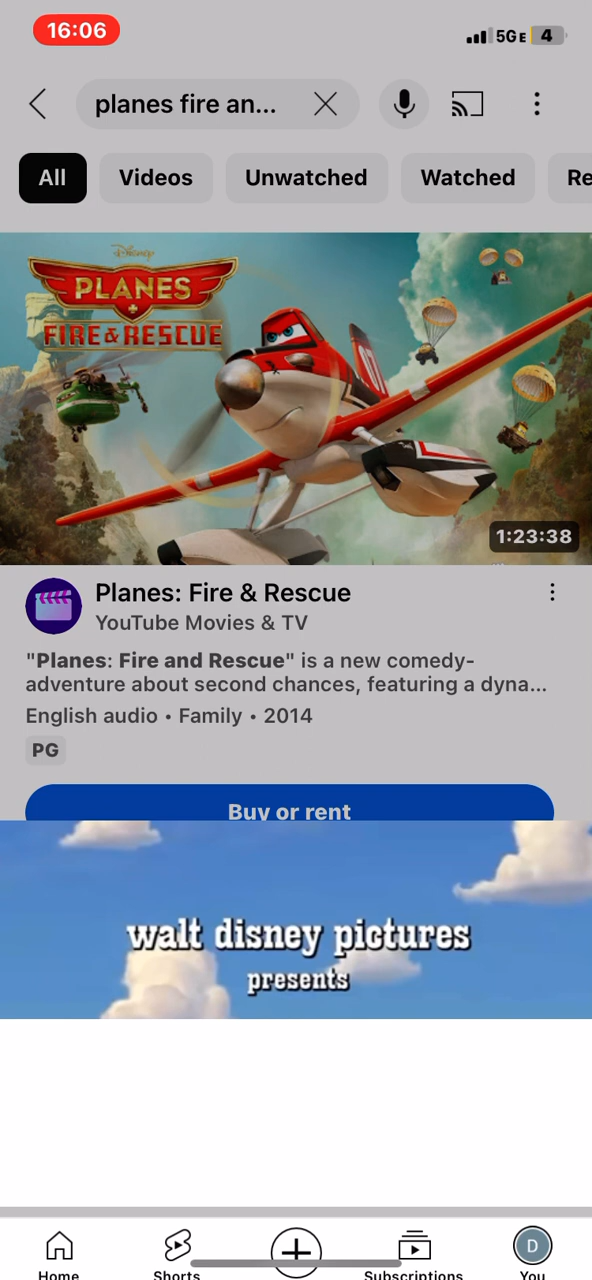 16:06
5GE
4
planes fire an...
All
Videos
Unwatched
Watched
Re
Disney
PLANES
FIRE & RESCUE
1:23:38
Planes: Fire & Rescue
YouTube Movies & TV
"Planes: Fire and Rescue" is a new comedy-
adventure about second chances, featuring a dyna...
English audio • Family • 2014
PG
Buy or rent
walt disney pictures
presents
D
Home
Shorts
Subscriptions
You